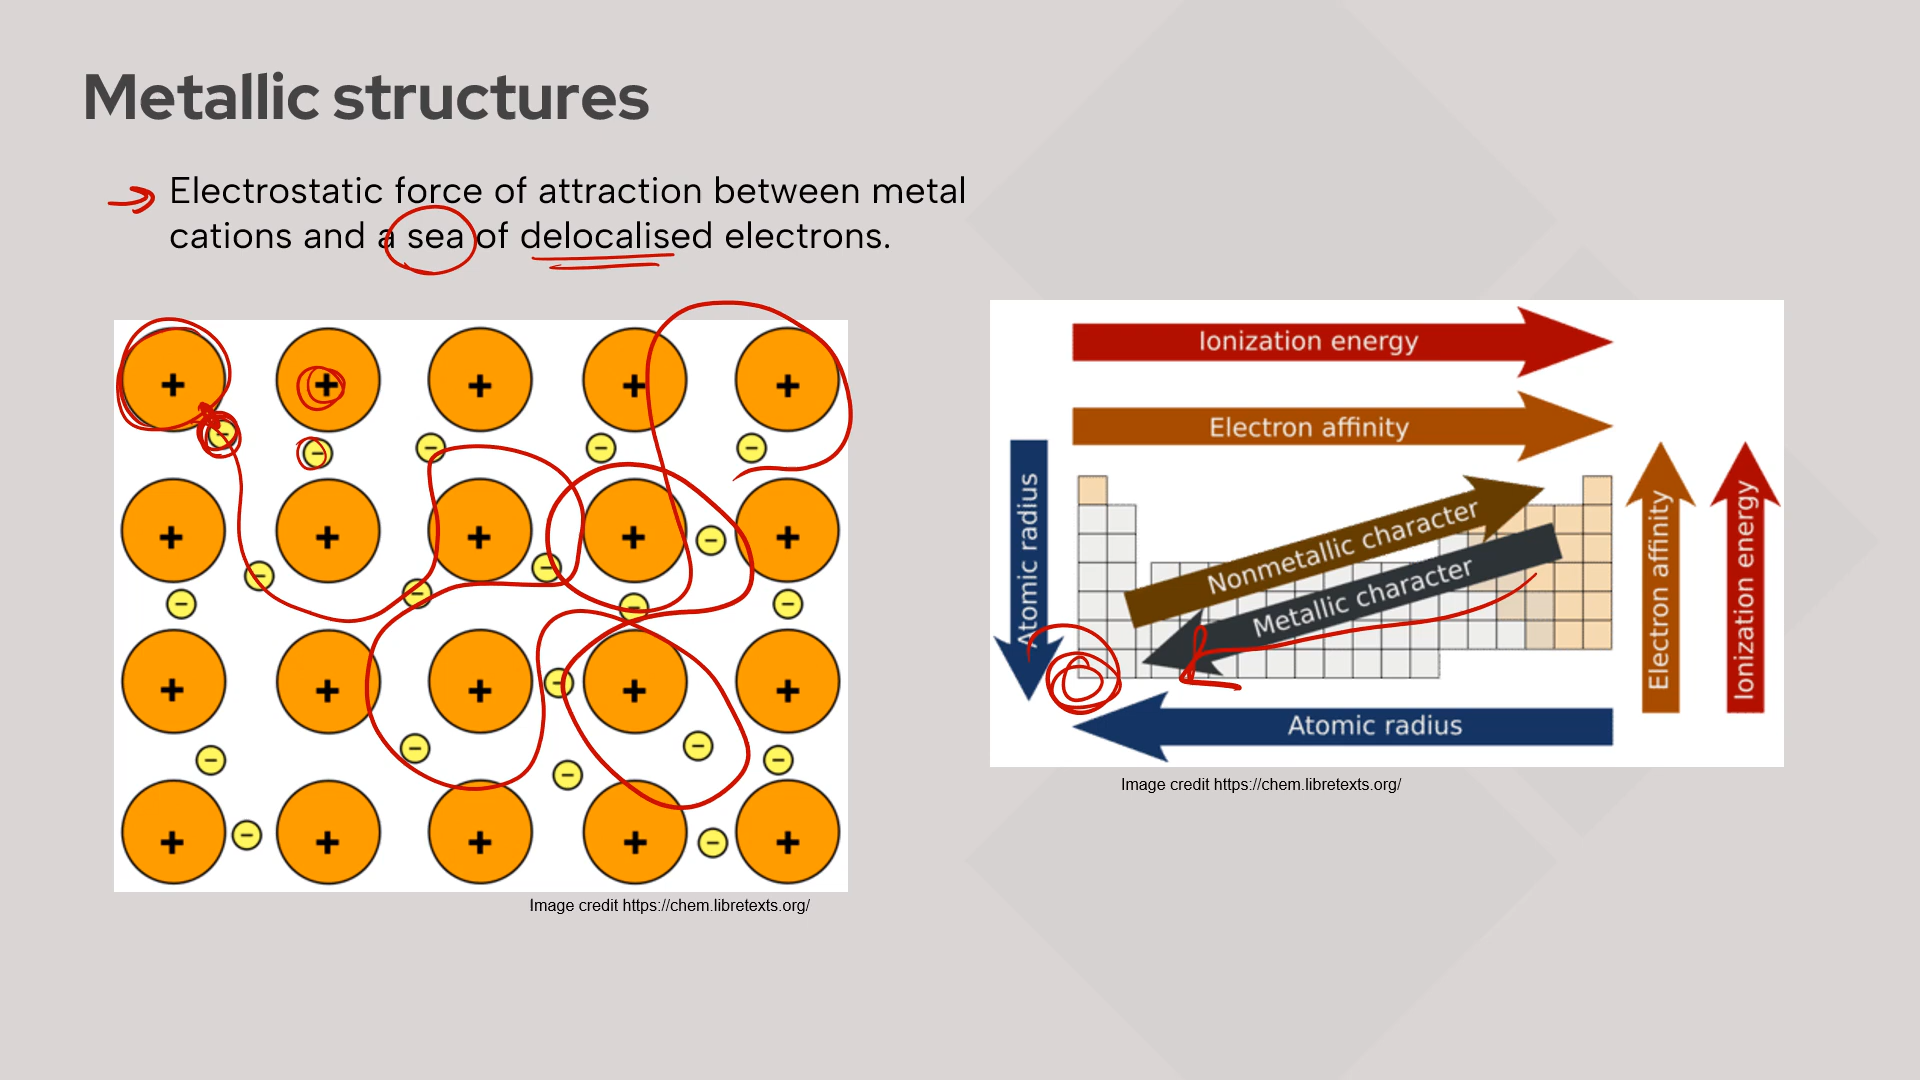 Metallic structures
Electrostatic force of attraction between metal
cations and a sea of delocalised electrons.
+ + + + +
− − − − −
+ + + + +
−
−
− −
− − −
+ + + + +
−
− −
− −
−
+ + + + +
− −
Image credit https://chem.libretexts.org/
Ionization energy
Electron affinity
Atomic radius
Nonmetallic character
Metallic character
Electron affinity
Ionization energy
Atomic radius
Image credit https://chem.libretexts.org/